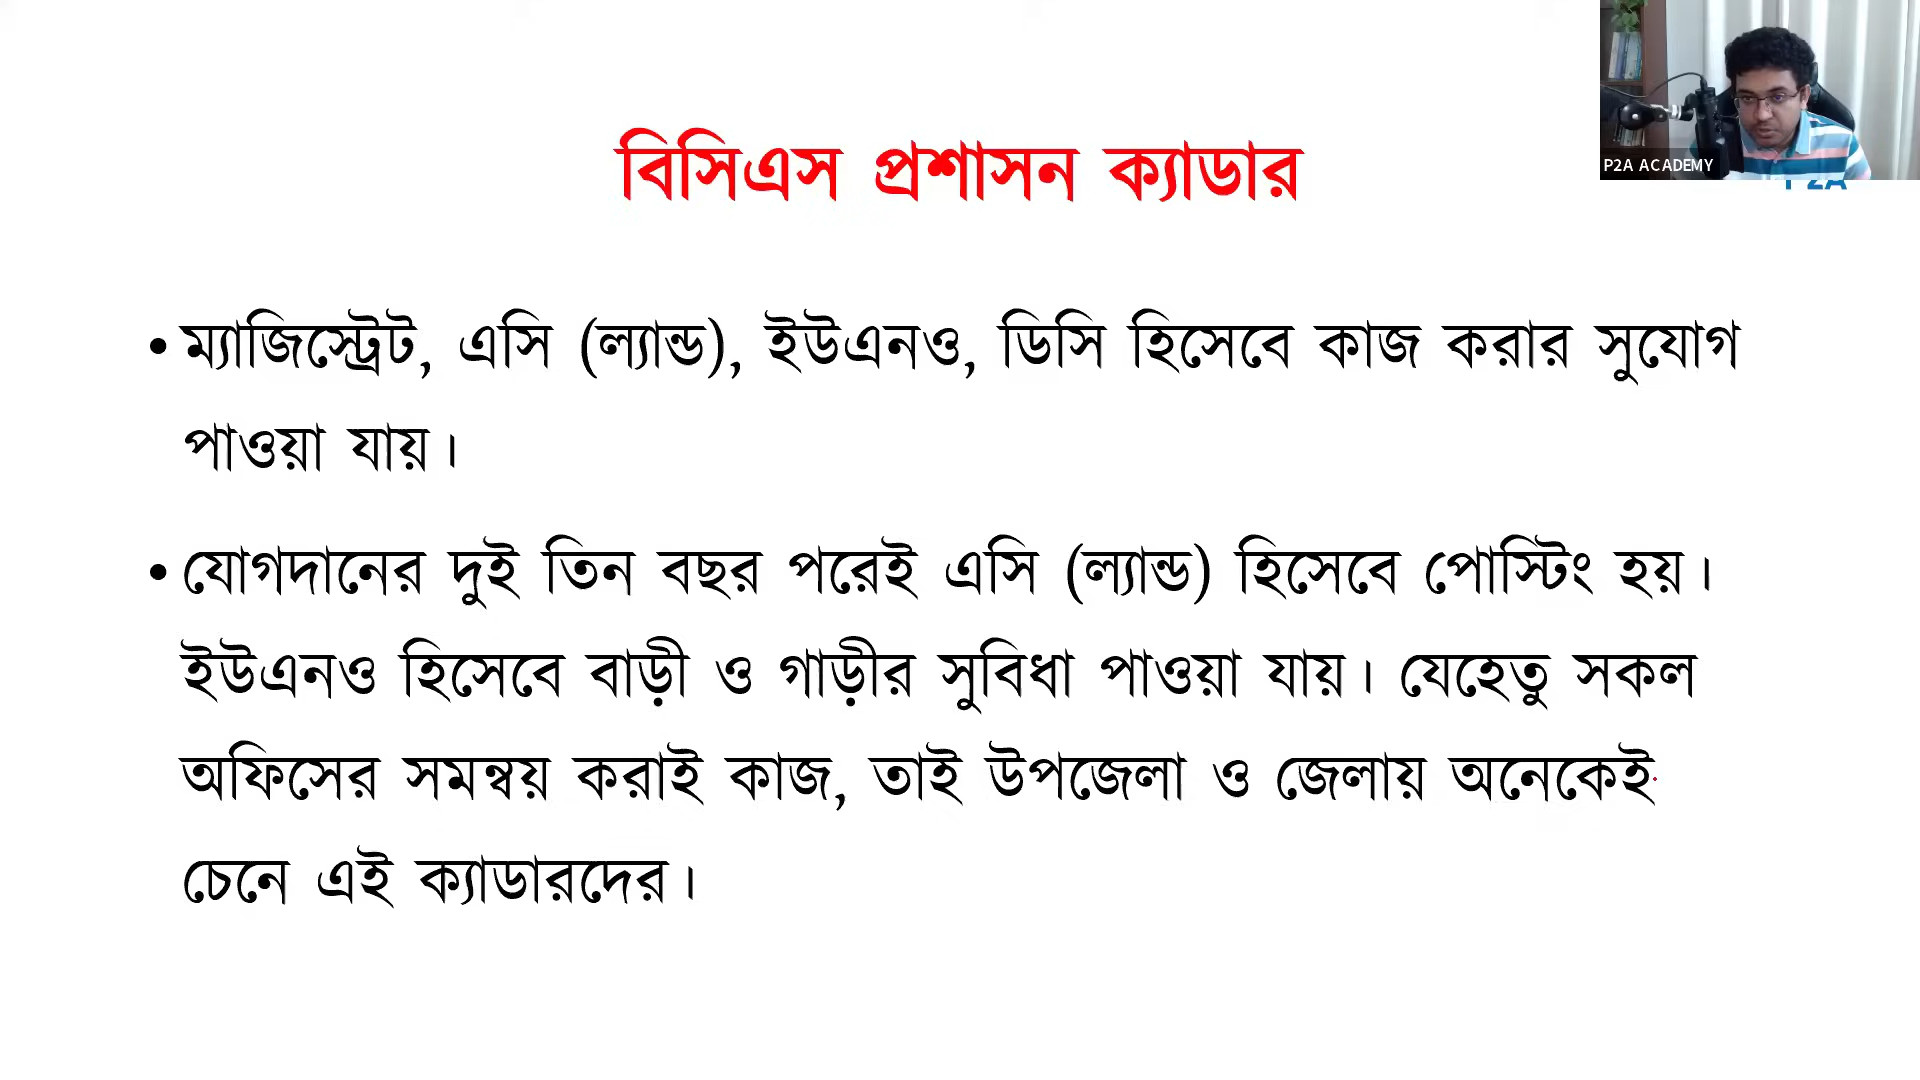 P2A ACADEMY
বিসিএস প্রশাসন ক্যাডার
• ম্যাজিস্ট্রেট, এসি (ল্যান্ড), ইউএনও, ডিসি হিসেবে কাজ করার সুযোগ
পাওয়া যায়।
• যোগদানের দুই তিন বছর পরেই এসি (ল্যান্ড) হিসেবে পোস্টিং হয়।
ইউএনও হিসেবে বাড়ী ও গাড়ীর সুবিধা পাওয়া যায়। যেহেতু সকল
অফিসের সমন্বয় করাই কাজ, তাই উপজেলা ও জেলায় অনেকেই
চেনে এই ক্যাডারদের।